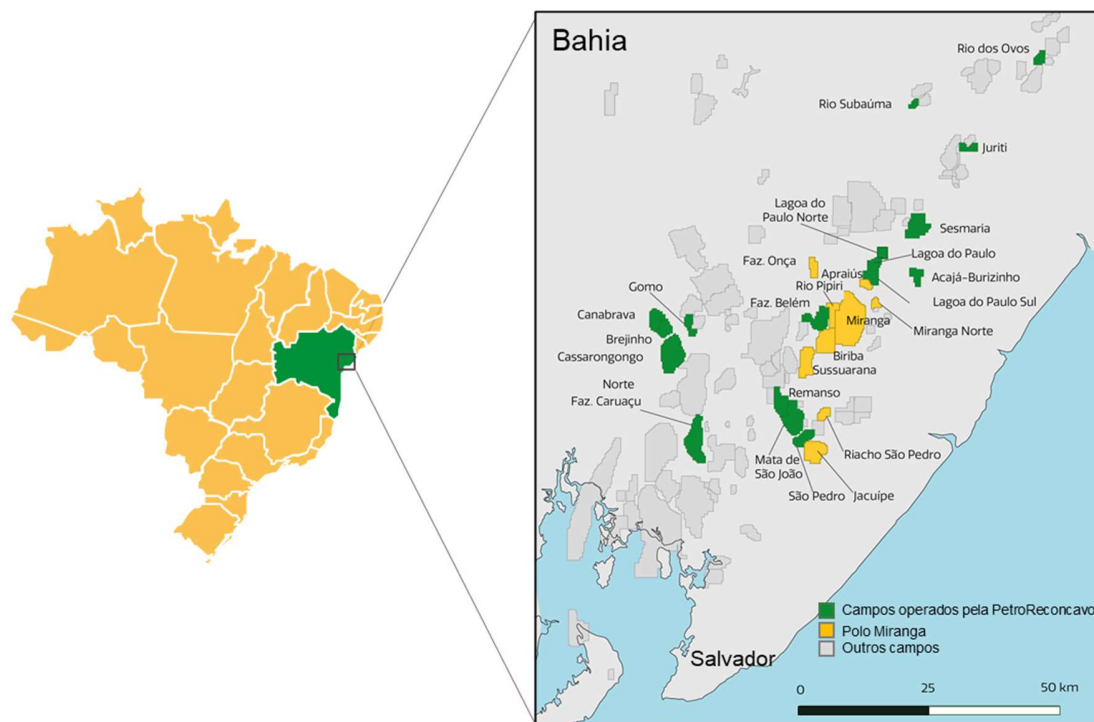 Bahia
Rio dos Ovos
Rio Subaúma
Juriti
Lagoa do
Paulo Norte
Sesmaria
Lagoa do Paulo
Faz. Onça
Apraiús
Acajá-Burizinho
Rio Pipiri
Gomo
Lagoa do Paulo Sul
Faz. Belém
Canabrava
Miranga
Miranga Norte
Brejinho
Cassarongongo
Biriba
Sussuarana
Norte
Faz. Caruaçu
Remanso
Mata de
São João
Riacho São Pedro
São Pedro
Jacuípe
Campos operados pela PetroReconcavo
Polo Miranga
Outros campos
Salvador
0 25 50 km